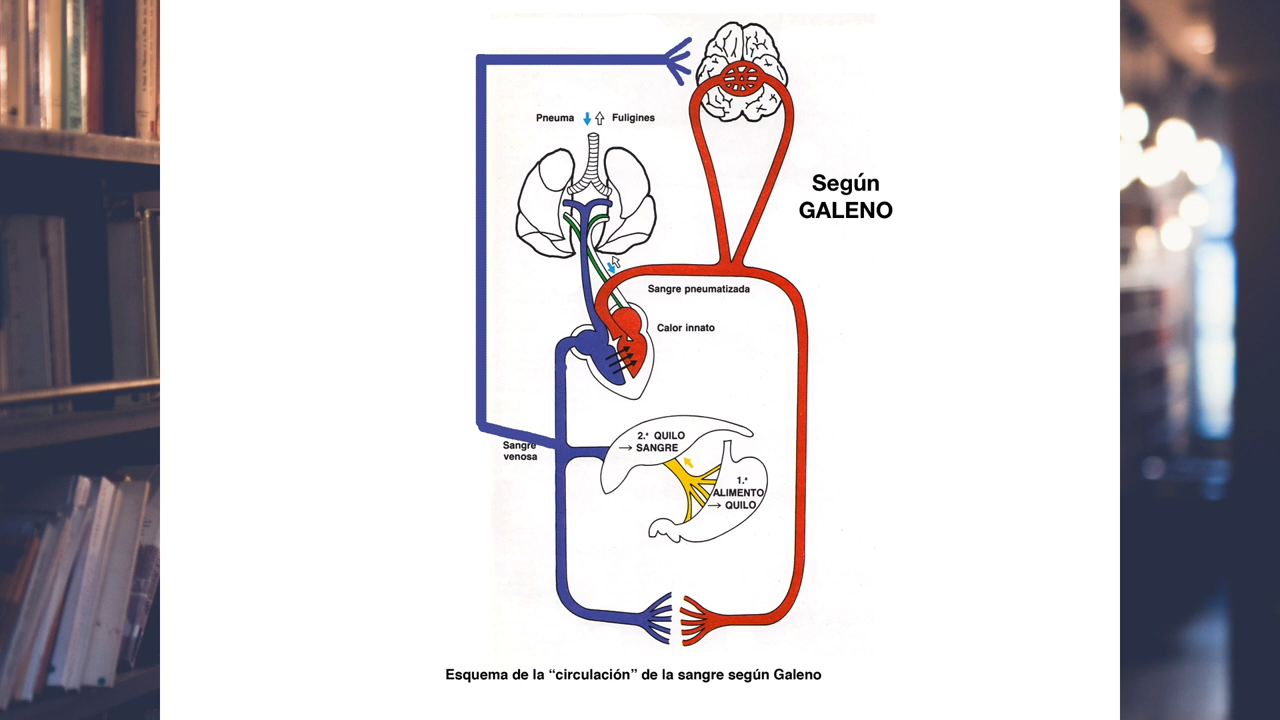 Pneuma
Fuligines
Según
GALENO
Sangre pneumatizada
Calor innato
2.ª QUILO
→ SANGRE
Sangre
venosa
1.ª
ALIMENTO
→ QUILO
Esquema de la “circulación” de la sangre según Galeno